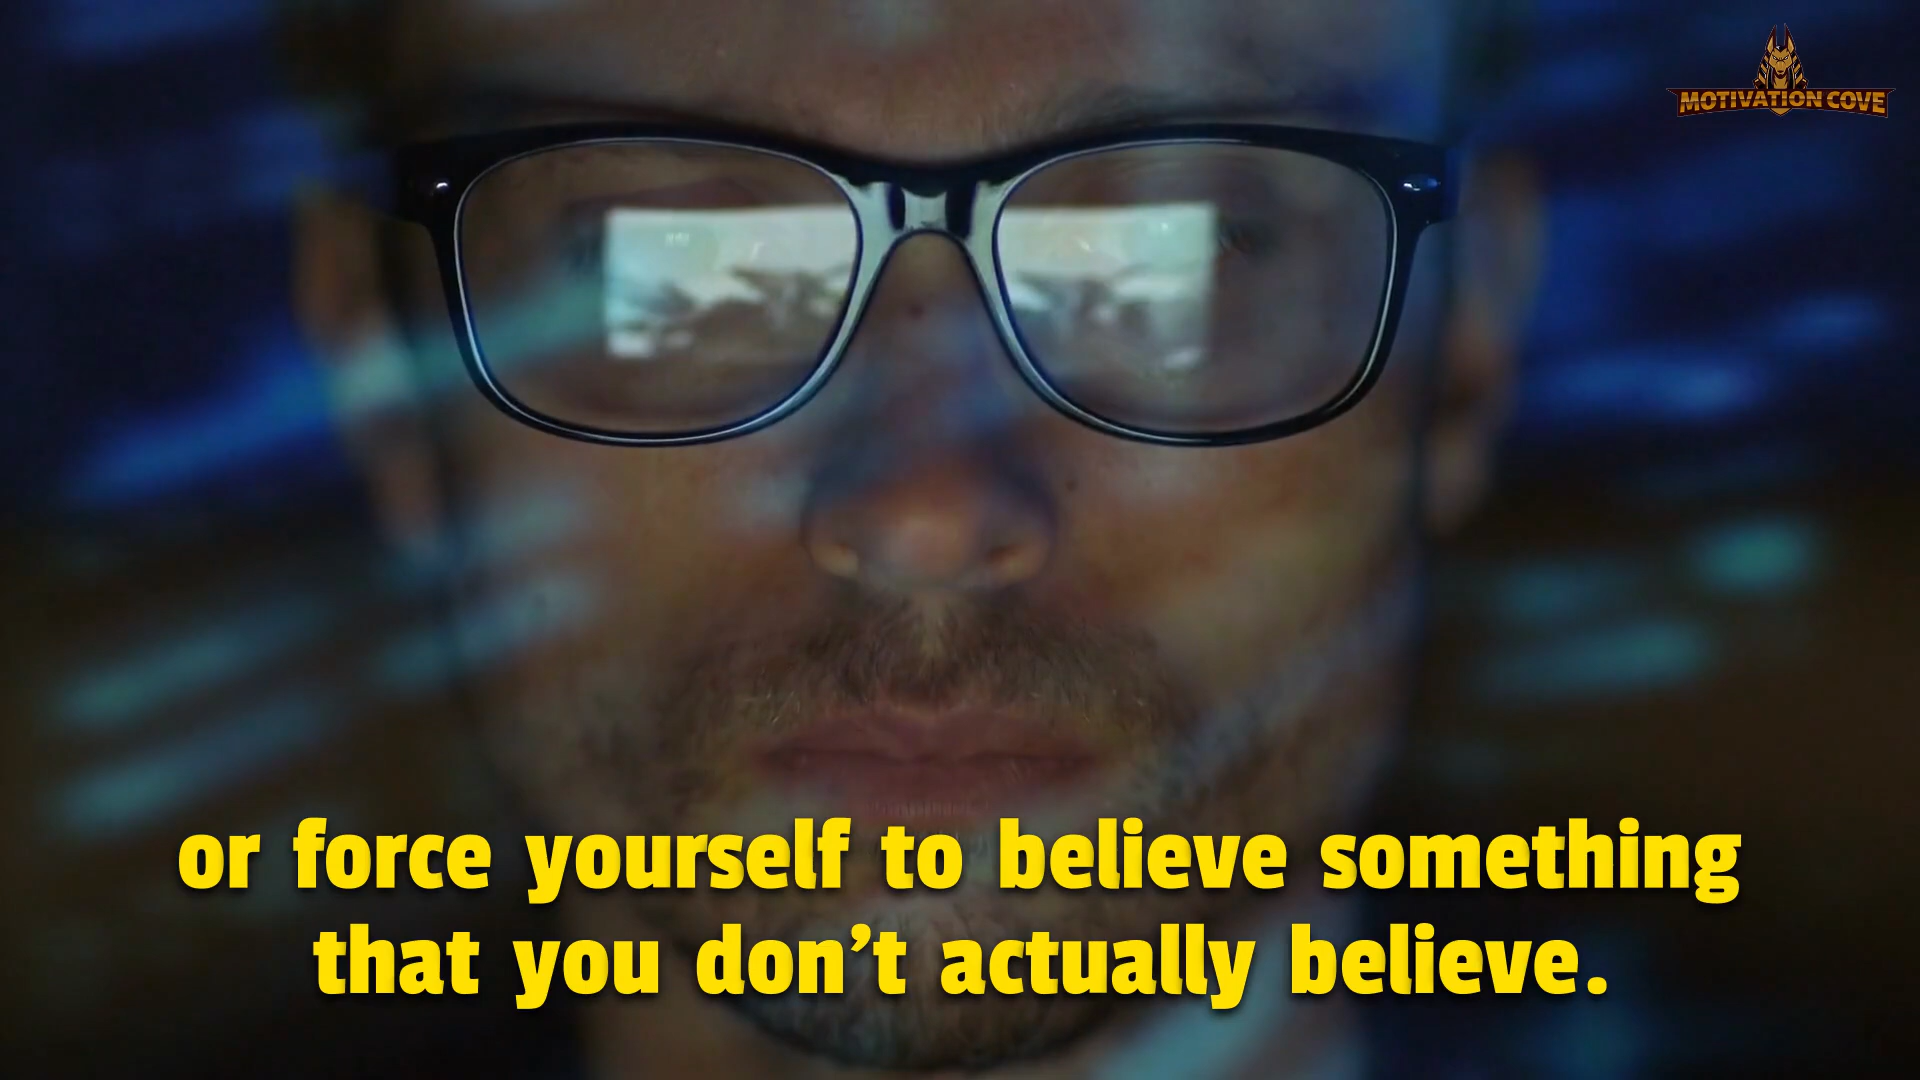 MOTIVATION COVE
or force yourself to believe something
that you don't actually believe.